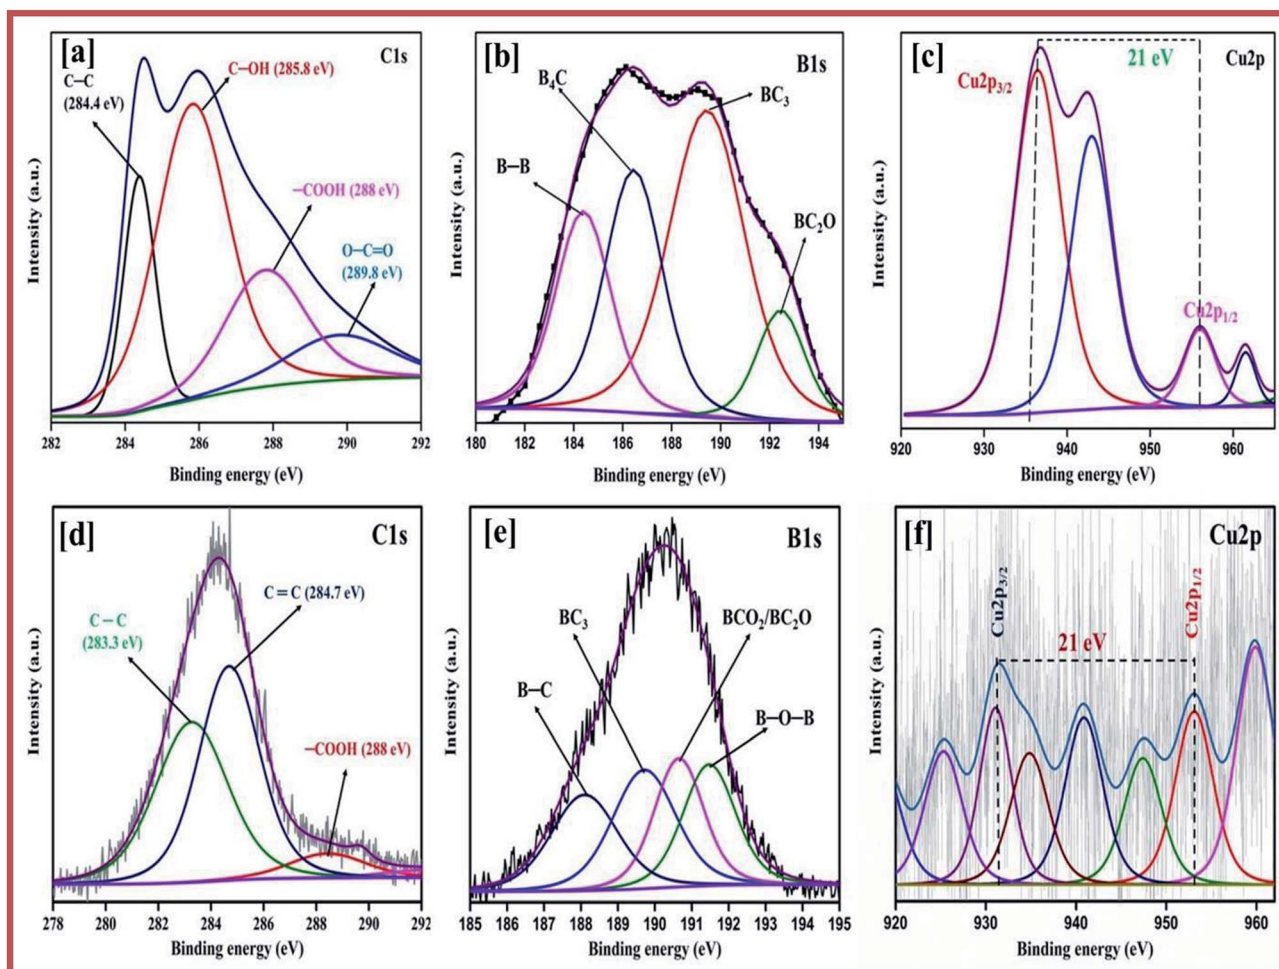 [a]
C1s
C─C
(284.4 eV)
C─OH (285.8 eV)
─COOH (288 eV)
O─C=O
(289.8 eV)
Intensity (a.u.)
282 284 286 288 290 292
Binding energy (eV)
[b]
B1s
B4C
BC3
B─B
BC2O
Intensity (a.u.)
180 182 184 186 188 190 192 194
Binding energy (eV)
[c]
21 eV
Cu2p
Cu2p3/2
Cu2p1/2
Intensity (a.u.)
920 930 940 950 960
Binding energy (eV)
[d]
C1s
C = C (284.7 eV)
C ─ C
(283.3 eV)
─COOH (288 eV)
Intensity (a.u.)
278 280 282 284 286 288 290 292
Binding energy (eV)
[e]
B1s
BC3
BCO2/BC2O
B─C
B─O─B
Intensity (a.u.)
185 186 187 188 189 190 191 192 193 194 195
Binding energy (eV)
[f]
Cu2p
Cu2p3/2
Cu2p1/2
21 eV
Intensity (a.u.)
920 930 940 950 960
Binding energy (eV)